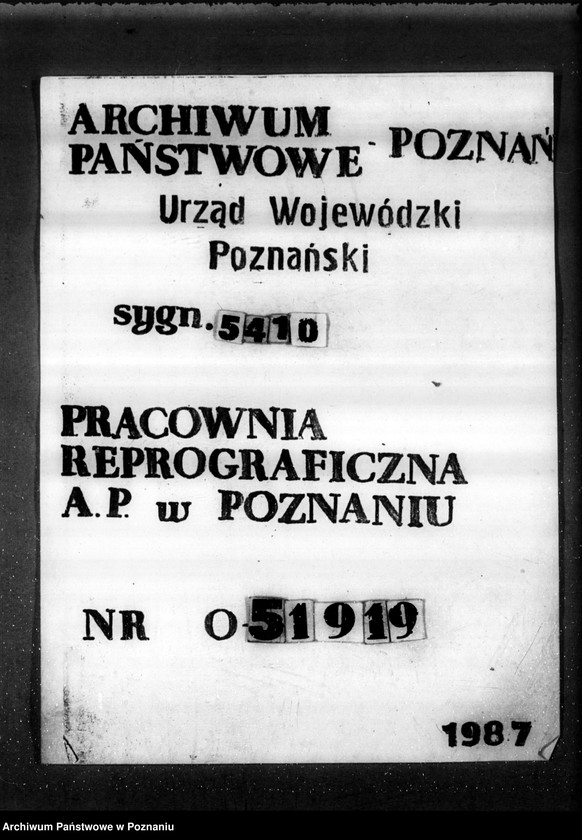 ARCHIWUM
PAŃSTWOWE - POZNAŃ
Urząd Wojewódzki
Poznański
sygn. 5410
PRACOWNIA
REPROGRAFICZNA
A.P. w POZNANIU
NR O-51919
1987
Archiwum Państwowe w Poznaniu